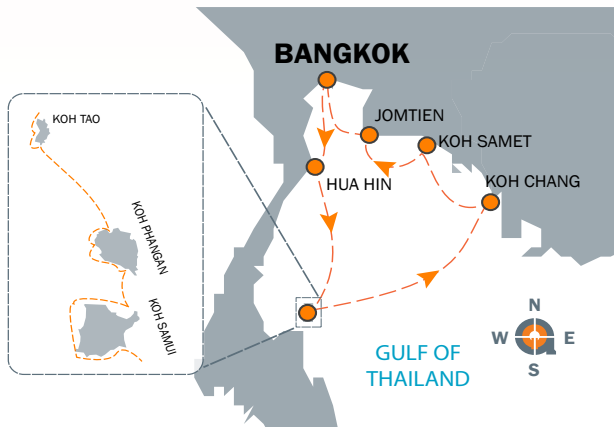 BANGKOK
KOH TAO
JOMTIEN
KOH SAMET
HUA HIN
KOH CHANG
KOH PHANGAN
KOH SAMUI
N
W
E
S
GULF OF
THAILAND